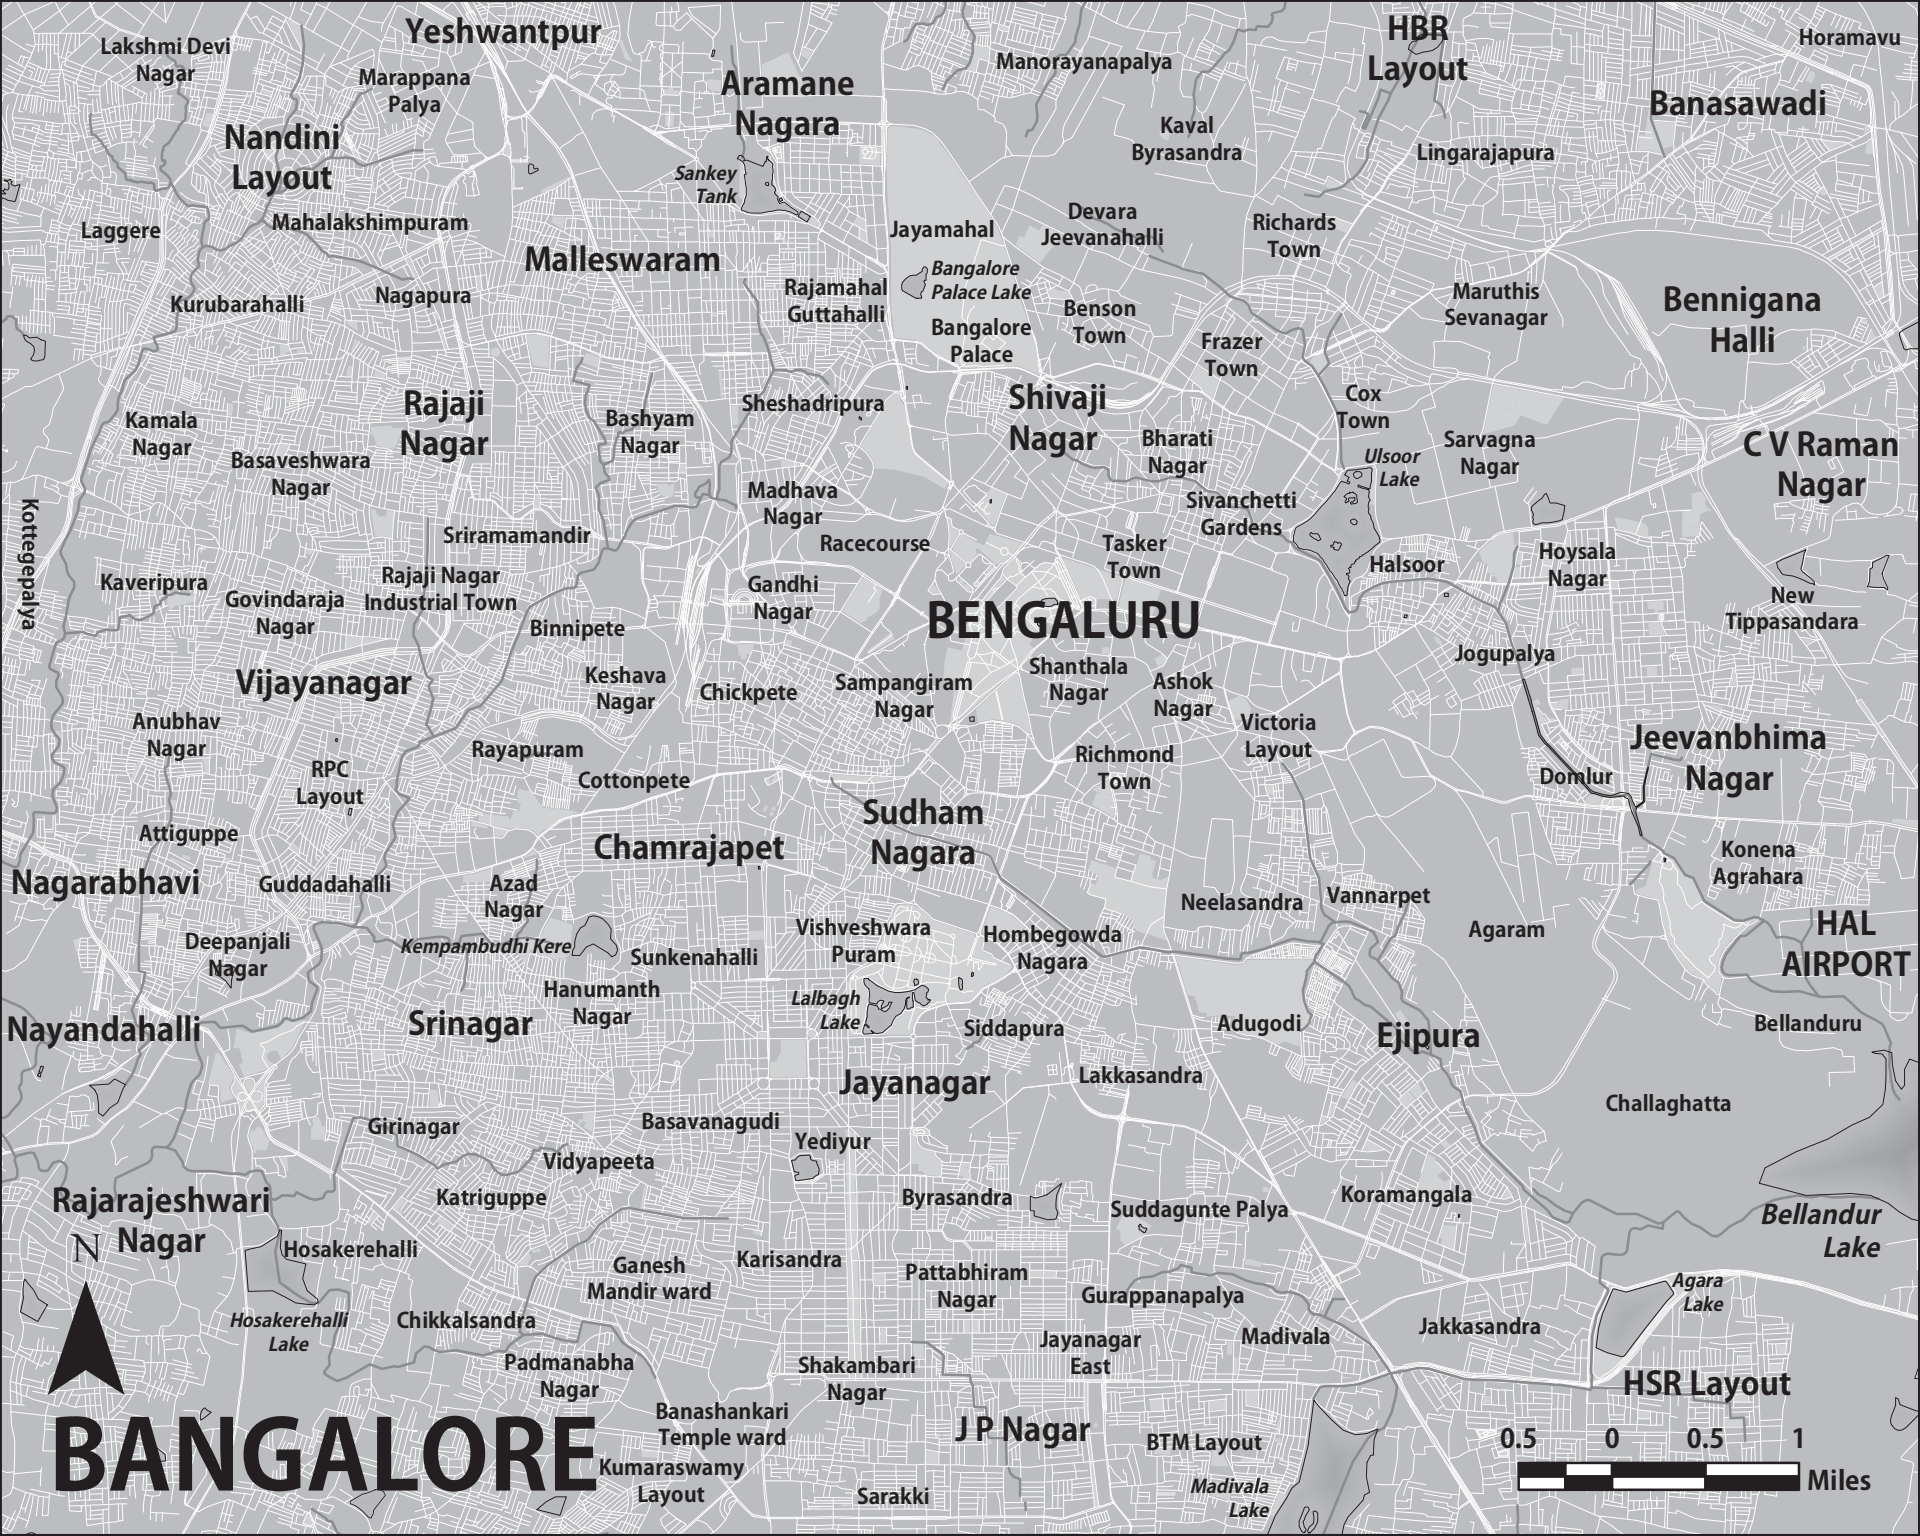 Lakshmi Devi
Nagar
Yeshwantpur
Marappana
Palya
Aramane
Nagara
Manorayanapalya
HBR
Layout
Horamavu
Banasawadi
Nandini
Layout
Kaval
Byrasandra
Lingarajapura
Sankey
Tank
Laggere
Mahalakshimpuram
Malleswaram
Jayamahal
Devara
Jeevanahalli
Richards
Town
Kurubarahalli
Nagapura
Rajamahal
Guttahalli
Bangalore
Palace Lake
Bangalore
Palace
Benson
Town
Frazer
Town
Maruthis
Sevanagar
Bennigana
Halli
Kamala
Nagar
Basaveshwara
Nagar
Rajaji
Nagar
Bashyam
Nagar
Sheshadripura
Shivaji
Nagar
Bharati
Nagar
Cox
Town
Ulsoor
Lake
Sarvagna
Nagar
C V Raman
Nagar
Kottegepalya
Sriramamandir
Madhava
Nagar
Racecourse
Sivanchetti
Gardens
Tasker
Town
Halsoor
Hoysala
Nagar
New
Tippasandara
Kaveripura
Govindaraja
Nagar
Rajaji Nagar
Industrial Town
Binnipete
Gandhi
Nagar
BENGALURU
Jogupalya
Vijayanagar
Keshava
Nagar
Chickpete
Sampangiram
Nagar
Shanthala
Nagar
Ashok
Nagar
Victoria
Layout
Anubhav
Nagar
RPC
Layout
Rayapuram
Cottonpete
Richmond
Town
Domlur
Jeevanbhima
Nagar
Attiguppe
Chamrajapet
Sudham
Nagara
Konena
Agrahara
Nagarabhavi
Guddadahalli
Azad
Nagar
Neelasandra
Vannarpet
Agaram
HAL
AIRPORT
Deepanjali
Nagar
Kempambudhi Kere
Sunkenahalli
Vishveshwara
Puram
Hombegowda
Nagara
Hanumanth
Nagar
Lalbagh
Lake
Nayandahalli
Srinagar
Siddapura
Adugodi
Ejipura
Bellanduru
Jayanagar
Lakkasandra
Challaghatta
Girinagar
Basavanagudi
Yediyur
Vidyapeeta
Katriguppe
Byrasandra
Suddagunte Palya
Koramangala
Rajarajeshwari
Nagar
N
Hosakerehalli
Bellandur
Lake
Ganesh
Mandir ward
Karisandra
Pattabhiram
Nagar
Gurappanapalya
Agara
Lake
Hosakerehalli
Lake
Chikkalsandra
Jayanagar
East
Madivala
Jakkasandra
Padmanabha
Nagar
Shakambari
Nagar
HSR Layout
BANGALORE
Banashankari
Temple ward
J P Nagar
BTM Layout
Kumaraswamy
Layout
Sarakki
Madivala
Lake
0.5 0 0.5 1
Miles